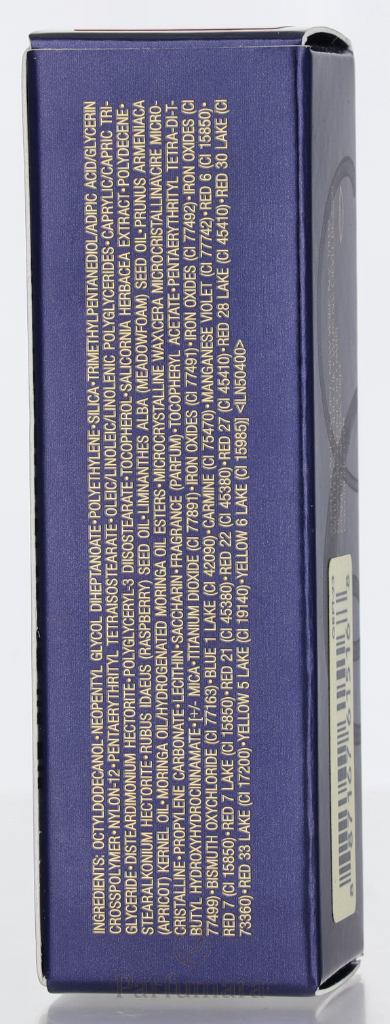 INGREDIENTS: OCTYLDODECANOL•NEOPENTYL GLYCOL DIHEPTANOATE•POLYETHYLENE•SILICA•TRIMETHYLPENTANEDIOL/ADIPIC ACID/GLYCERIN
CROSSPOLYMER•NYLON-12•PENTAERYTHRITYL TETRAISOSTEARATE•OLEIC/LINOLEIC/LINOLENIC POLYGLYCERIDES•CAPRYLIC/CAPRIC TRI-
GLYCERIDE•DISTEARDIMONIUM HECTORITE•POLYGLYCERYL-3 DIISOSTEARATE•TOCOPHEROL•SALICORNIA HERBACEA EXTRACT•POLYDECENE•
STEARALKONIUM HECTORITE•RUBUS IDAEUS (RASPBERRY) SEED OIL•LIMNANTHES ALBA (MEADOWFOAM) SEED OIL•PRUNUS ARMENIACA
(APRICOT) KERNEL OIL•MORINGA OIL/HYDROGENATED MORINGA OIL ESTERS•MICROCRYSTALLINE WAX\CERA MICROCRISTALLINA\CIRE MICRO-
CRISTALLINE•PROPYLENE CARBONATE•LECITHIN•SACCHARIN•FRAGRANCE (PARFUM)•TOCOPHERYL ACETATE•PENTAERYTHRITYL TETRA-DI-T-
BUTYL HYDROXYHYDROCINNAMATE•[+/- MICA•TITANIUM DIOXIDE (CI 77891)•IRON OXIDES (CI 77491)•IRON OXIDES (CI 77492)•IRON OXIDES (CI
77499)•BISMUTH OXYCHLORIDE (CI 77163)•BLUE 1 LAKE (CI 42090)•CARMINE (CI 75470)•MANGANESE VIOLET (CI 77742)•RED 6 (CI 15850)•
RED 7 (CI 15850)•RED 7 LAKE (CI 15850)•RED 21 (CI 45380)•RED 22 (CI 45380)•RED 27 (CI 45410)•RED 28 LAKE (CI 45410)•RED 30 LAKE (CI
73360)•RED 33 LAKE (CI 17200)•YELLOW 5 LAKE (CI 19140)•YELLOW 6 LAKE (CI 15985)] <ILN50400>
Parfumara